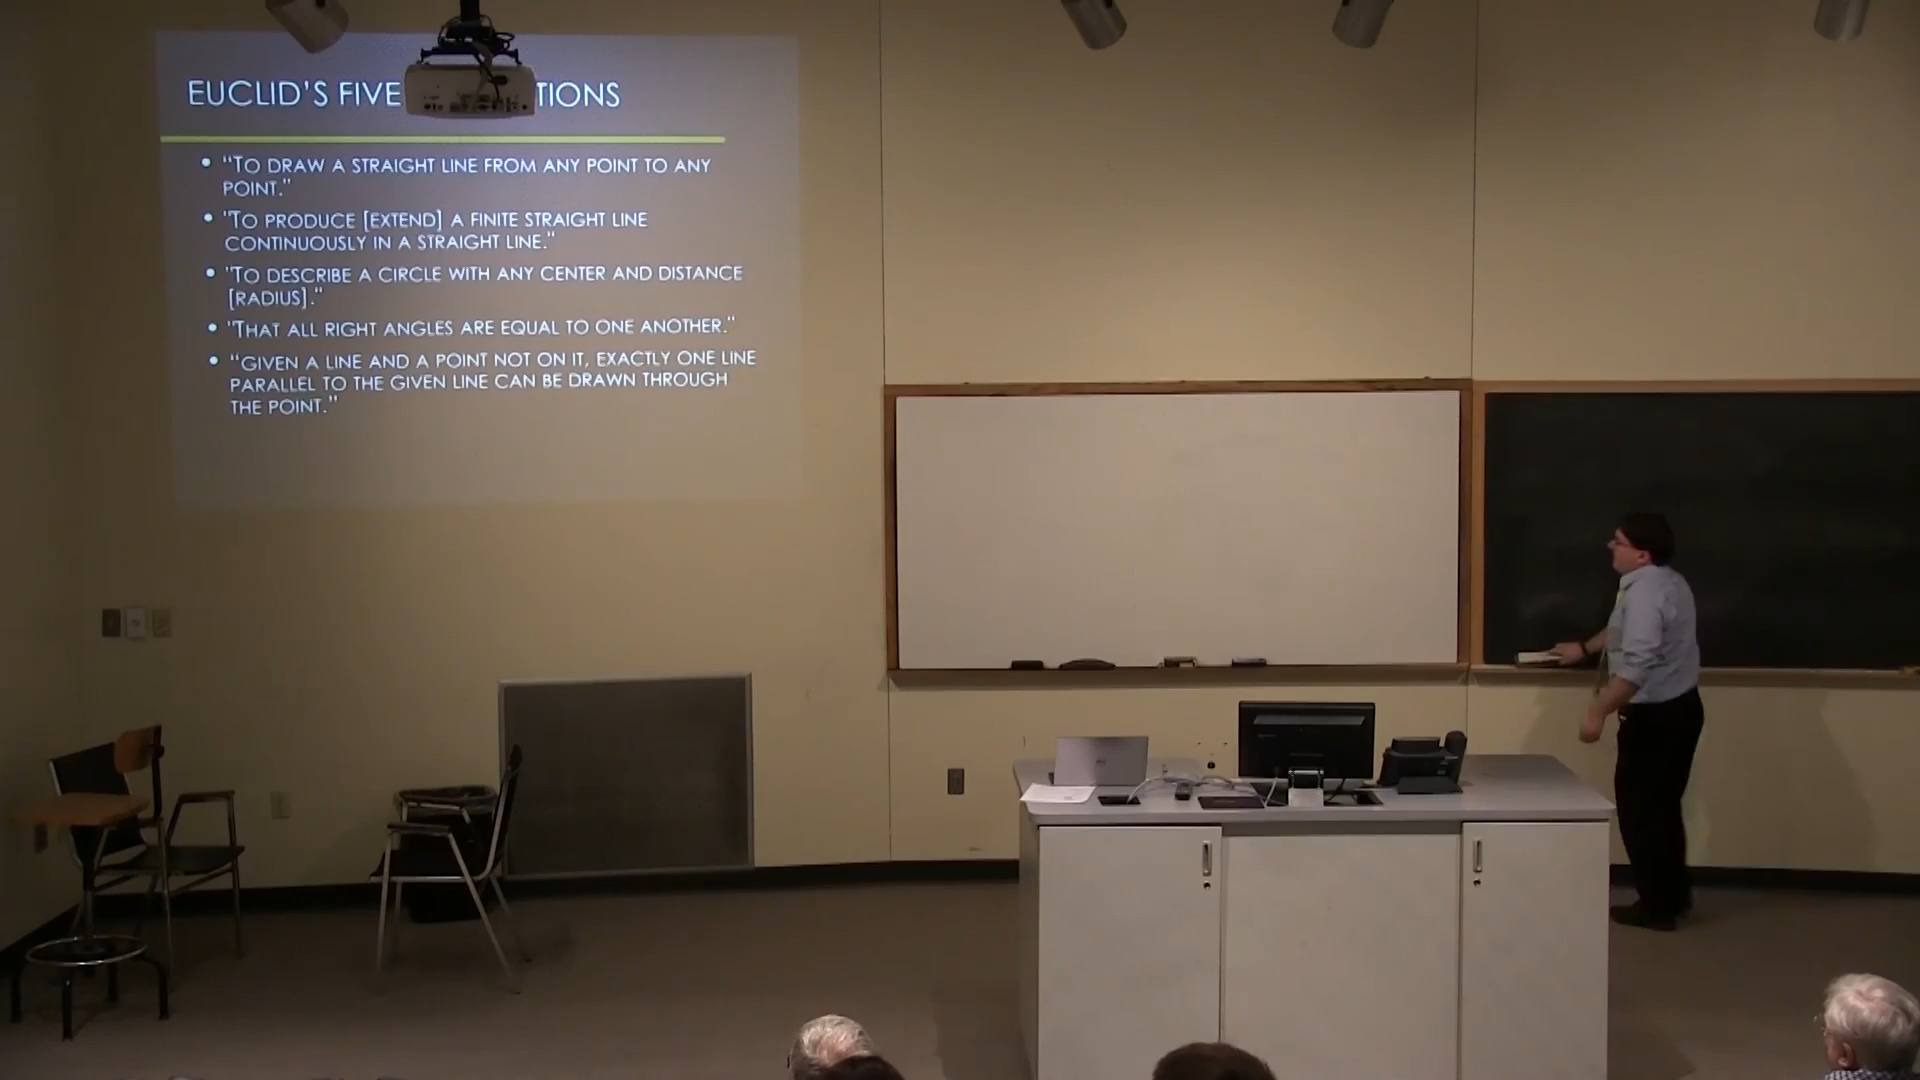 EUCLID'S FIVE TIONS
• “TO DRAW A STRAIGHT LINE FROM ANY POINT TO ANY
POINT.”
• "TO PRODUCE [EXTEND] A FINITE STRAIGHT LINE
CONTINUOUSLY IN A STRAIGHT LINE."
• "TO DESCRIBE A CIRCLE WITH ANY CENTER AND DISTANCE
[RADIUS]."
• "THAT ALL RIGHT ANGLES ARE EQUAL TO ONE ANOTHER."
• “GIVEN A LINE AND A POINT NOT ON IT, EXACTLY ONE LINE
PARALLEL TO THE GIVEN LINE CAN BE DRAWN THROUGH
THE POINT.”